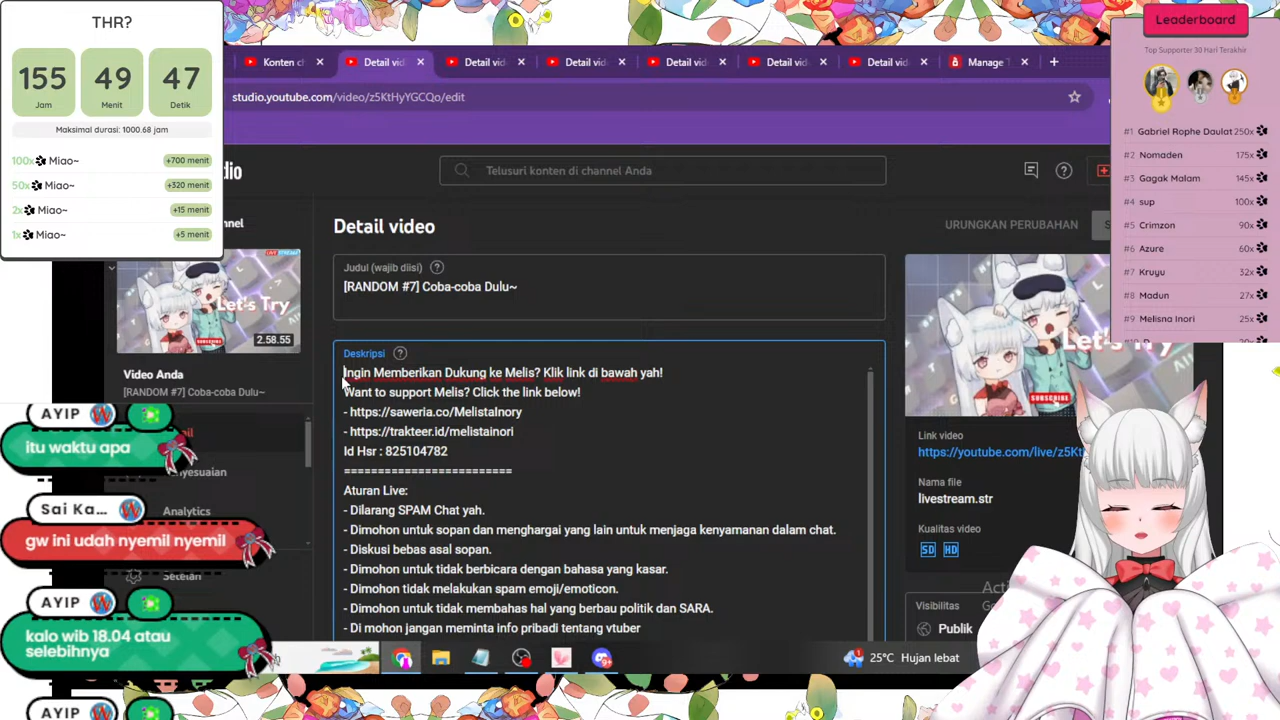 THR?
155
49
47
Jam
Menit
Detik
Maksimal durasi: 1000.68 jam
100x Miao~ +700 menit
50x Miao~ +320 menit
2x Miao~ +15 menit
1x Miao~ +5 menit
Konten c
Detail vid
Detail vid
Detail vid
Detail vid
Detail vid
Detail vid
Manage T
studio.youtube.com/video/z5KtHyYGCQo/edit
Telusuri konten di channel Anda
Detail video
URUNGKAN PERUBAHAN
Judul (wajib diisi)
[RANDOM #7] Coba-coba Dulu~
Deskripsi
Ingin Memberikan Dukung ke Melis? Klik link di bawah yah!
Want to support Melis? Click the link below!
- https://saweria.co/MelistaInory
- https://trakteer.id/melistainori
Id Hsr : 825104782
=========================
Aturan Live:
- Dilarang SPAM Chat yah.
- Dimohon untuk sopan dan menghargai yang lain untuk menjaga kenyamanan dalam chat.
- Diskusi bebas asal sopan.
- Dimohon untuk tidak berbicara dengan bahasa yang kasar.
- Dimohon tidak melakukan spam emoji/emoticon.
- Dimohon untuk tidak membahas hal yang berbau politik dan SARA.
- Di mohon jangan meminta info pribadi tentang vtuber
Let's Try
SUBSCRIBE
2.58.55
Video Anda
[RANDOM #7] Coba-coba Dulu~
Analytics
AYIP
itu waktu apa
Sai Ka...
gw ini udah nyemil nyemil
AYIP
kalo wib 18.04 atau
selebihnya
AYIP
SUBSCRIBE
Link video
https://youtube.com/live/z5Kt
Nama file
livestream.str
Kualitas video
SD
HD
Visibilitas
Publik
25°C Hujan lebat
Leaderboard
Top Supporter 30 Hari Terakhir
#1 Gabriel Rophe Daulat 250x
#2 Nomaden 175x
#3 Gagak Malam 145x
#4 sup 100x
#5 Crimzon 90x
#6 Azure 60x
#7 Kruyu 32x
#8 Madun 27x
#9 Melisna Inori 25x